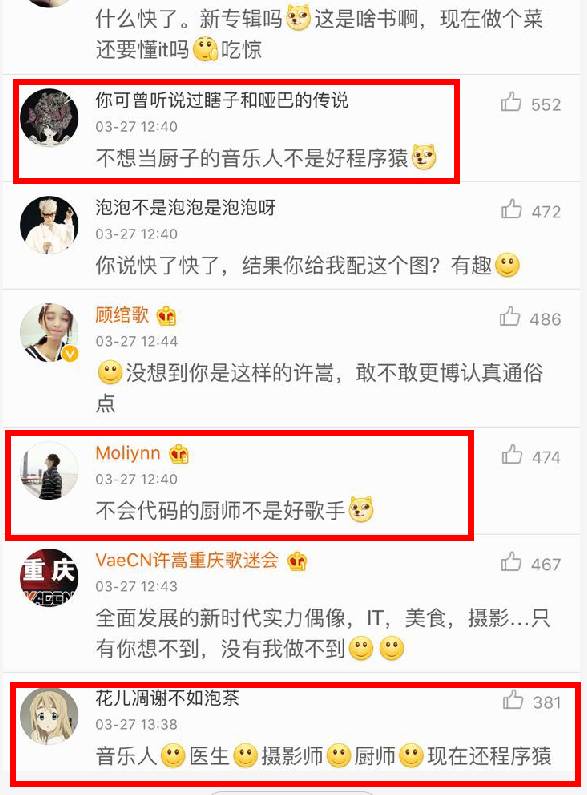 什么快了。新专辑吗这是啥书啊，现在做个菜
还要懂it吗吃惊
你可曾听说过瞎子和哑巴的传说
552
03-27 12:40
不想当厨子的音乐人不是好程序猿
泡泡不是泡泡是泡泡呀
472
03-27 12:40
你说快了快了，结果你给我配这个图？有趣
顾绾歌
486
03-27 12:44
没想到你是这样的许嵩，敢不敢更博认真通俗
点
Moliynn
474
03-27 12:40
不会代码的厨师不是好歌手
重庆
VAECN
VaeCN许嵩重庆歌迷会
467
03-27 12:43
全面发展的新时代实力偶像，IT，美食，摄影...只
有你想不到，没有我做不到
花儿凋谢不如泡茶
381
03-27 13:38
音乐人医生摄影师厨师现在还程序猿